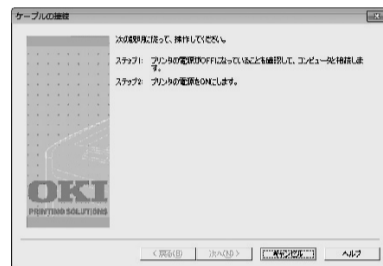 ケーブルの接続
次の説明に従って、操作してください。
ステップ1: プリンタの電源がOFFになっていることを確認して、コンピュータと接続しま
す。
ステップ2: プリンタの電源をONにします。
OKI
PRINTING SOLUTIONS
< 戻る(B)
次へ(N) >
キャンセル
ヘルプ